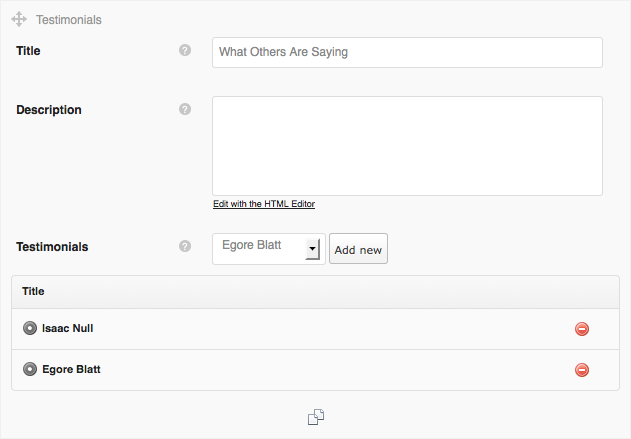 Testimonials
Title ? What Others Are Saying
Description ?
Edit with the HTML Editor
Testimonials ? Egore Blatt Add new
Title
Isaac Null
Egore Blatt